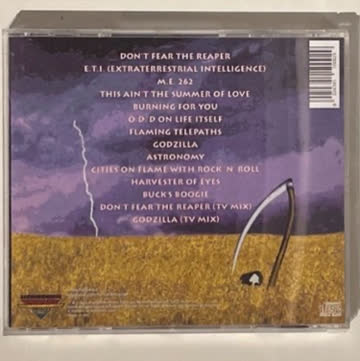 DON'T FEAR THE REAPER
E.T.I. (EXTRATERRESTRIAL INTELLIGENCE)
M.E. 262
THIS AIN'T THE SUMMER OF LOVE
BURNING FOR YOU
O·D·D ON LIFE ITSELF
FLAMING TELEPATHS
GODZILLA
ASTRONOMY
CITIES ON FLAME WITH ROCK 'N' ROLL
HARVESTER OF EYES
BUCK'S BOOGIE
DON'T FEAR THE REAPER (TV MIX)
GODZILLA (TV MIX)